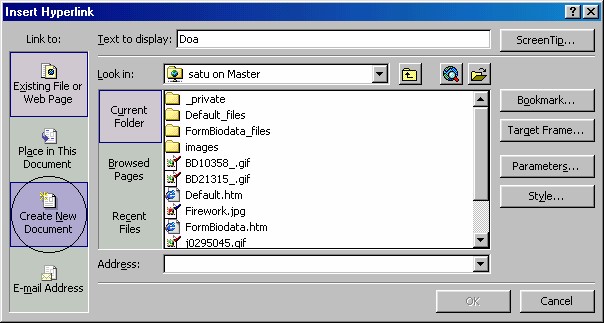 Insert Hyperlink
Link to:
Text to display: Doa
ScreenTip...
Existing File or
Web Page
Place in This
Document
Create New
Document
E-mail Address
Look in: satu on Master
Current
Folder
Browsed
Pages
Recent
Files
_private
Default_files
FormBiodata_files
images
BD10358_.gif
BD21315_.gif
Default.htm
Firework.jpg
FormBiodata.htm
j0295045.gif
Bookmark...
Target Frame...
Parameters...
Style...
Address:
OK
Cancel